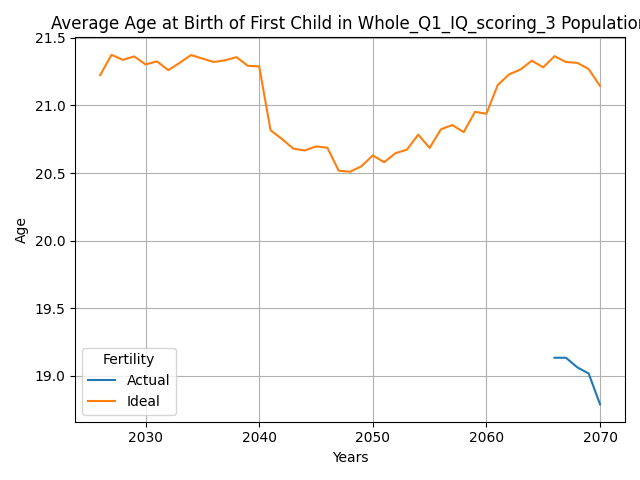 Average Age at Birth of First Child in Whole_Q1_IQ_scoring_3 Population
21.5
21.0
20.5
20.0
19.5
19.0
Age
Fertility
Actual
Ideal
2030 2040 2050 2060 2070
Years